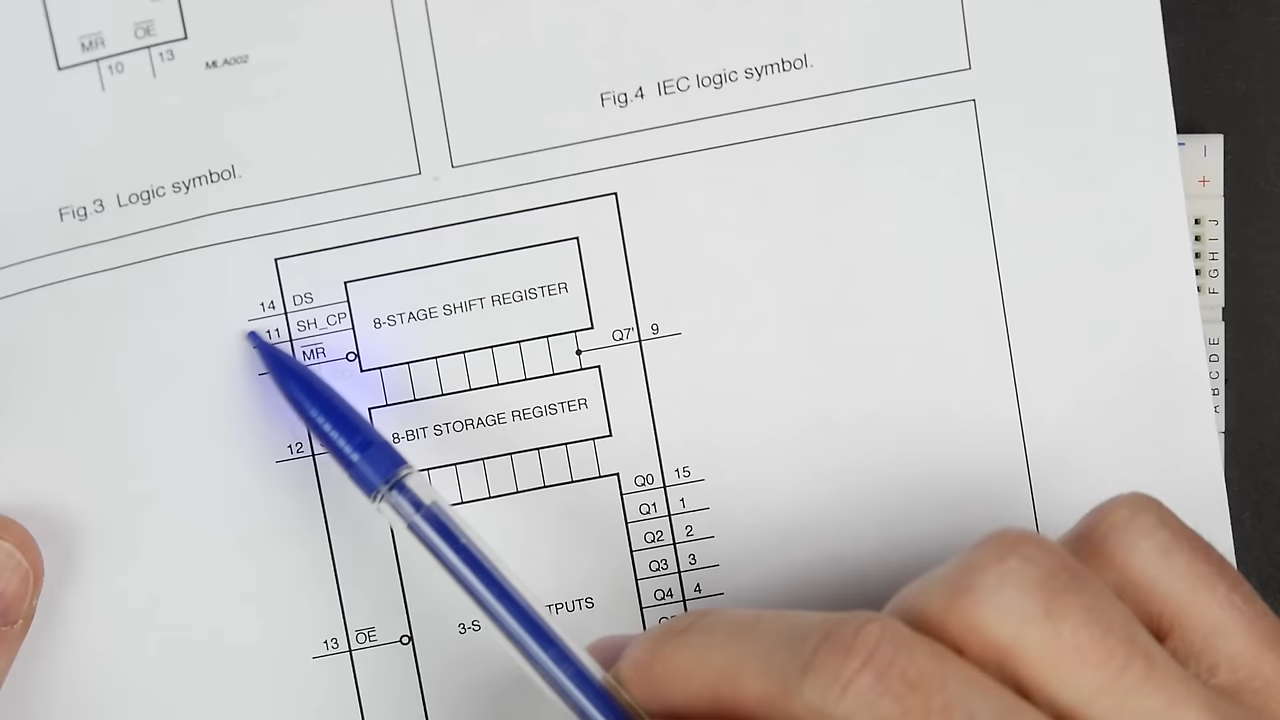 MR OE
10 13
MLA002
Fig.3 Logic symbol.
Fig.4 IEC logic symbol.
14 DS
11 SH_CP
MR
8-STAGE SHIFT REGISTER
Q7' 9
8-BIT STORAGE REGISTER
12
Q0 15
Q1 1
Q2 2
Q3 3
Q4 4
13 OE
3-S
TPUTS
− +
F G H I J
A B C D E